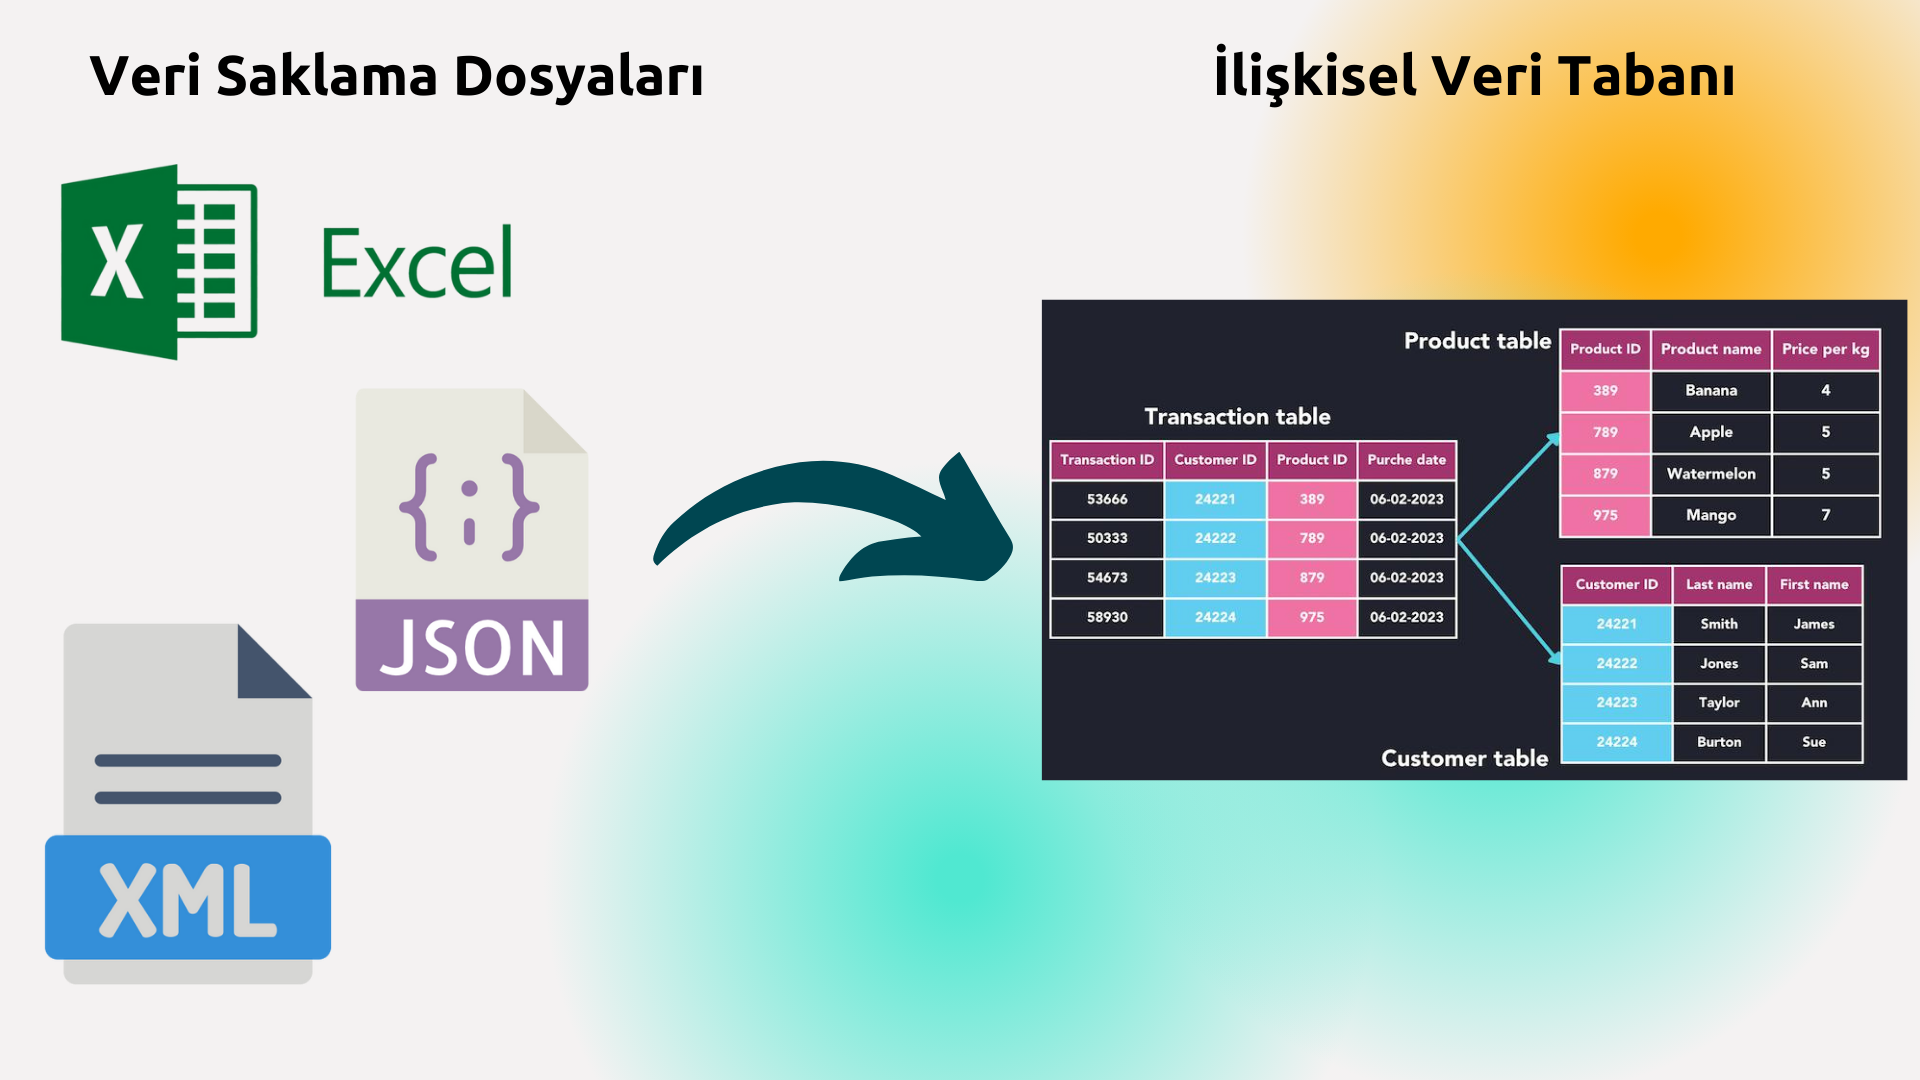 Veri Saklama Dosyaları
İlişkisel Veri Tabanı
X
Excel
{;}
JSON
XML
Product table
Product ID Product name Price per kg
389 Banana 4
789 Apple 5
879 Watermelon 5
975 Mango 7
Transaction table
Transaction ID Customer ID Product ID Purche date
53666 24221 389 06-02-2023
50333 24222 789 06-02-2023
54673 24223 879 06-02-2023
58930 24224 975 06-02-2023
Customer ID Last name First name
24221 Smith James
24222 Jones Sam
24223 Taylor Ann
24224 Burton Sue
Customer table